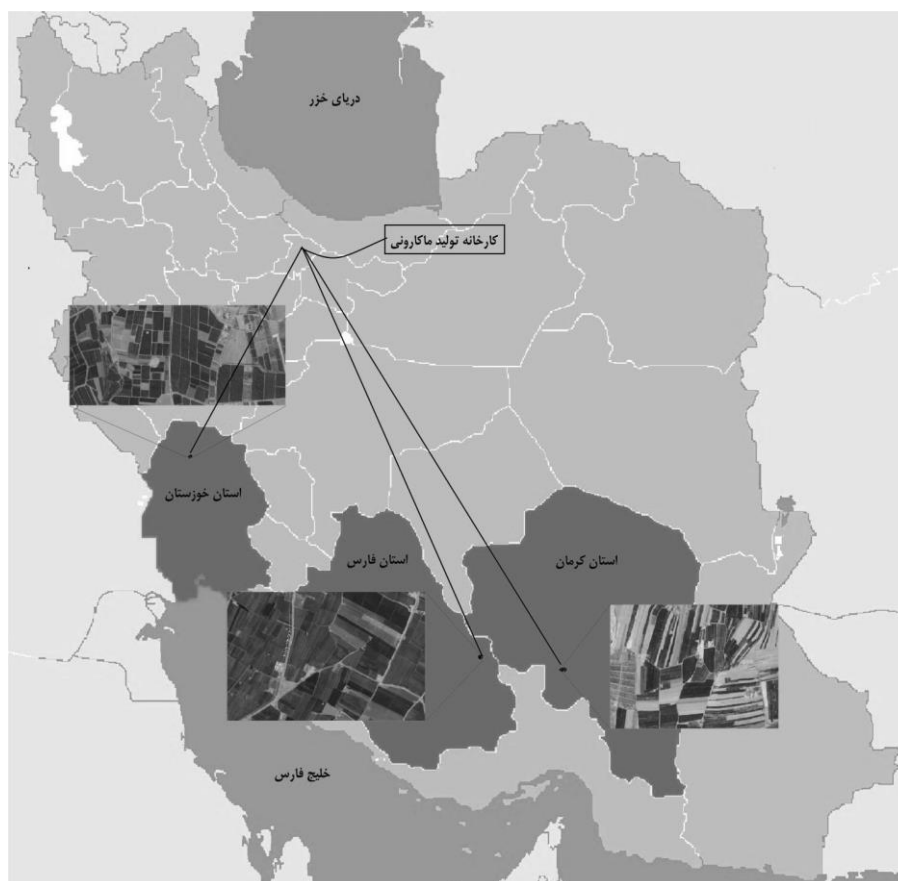 دریای خزر
کارخانه تولید ماکارونی
استان خوزستان
استان فارس
استان کرمان
خلیج فارس